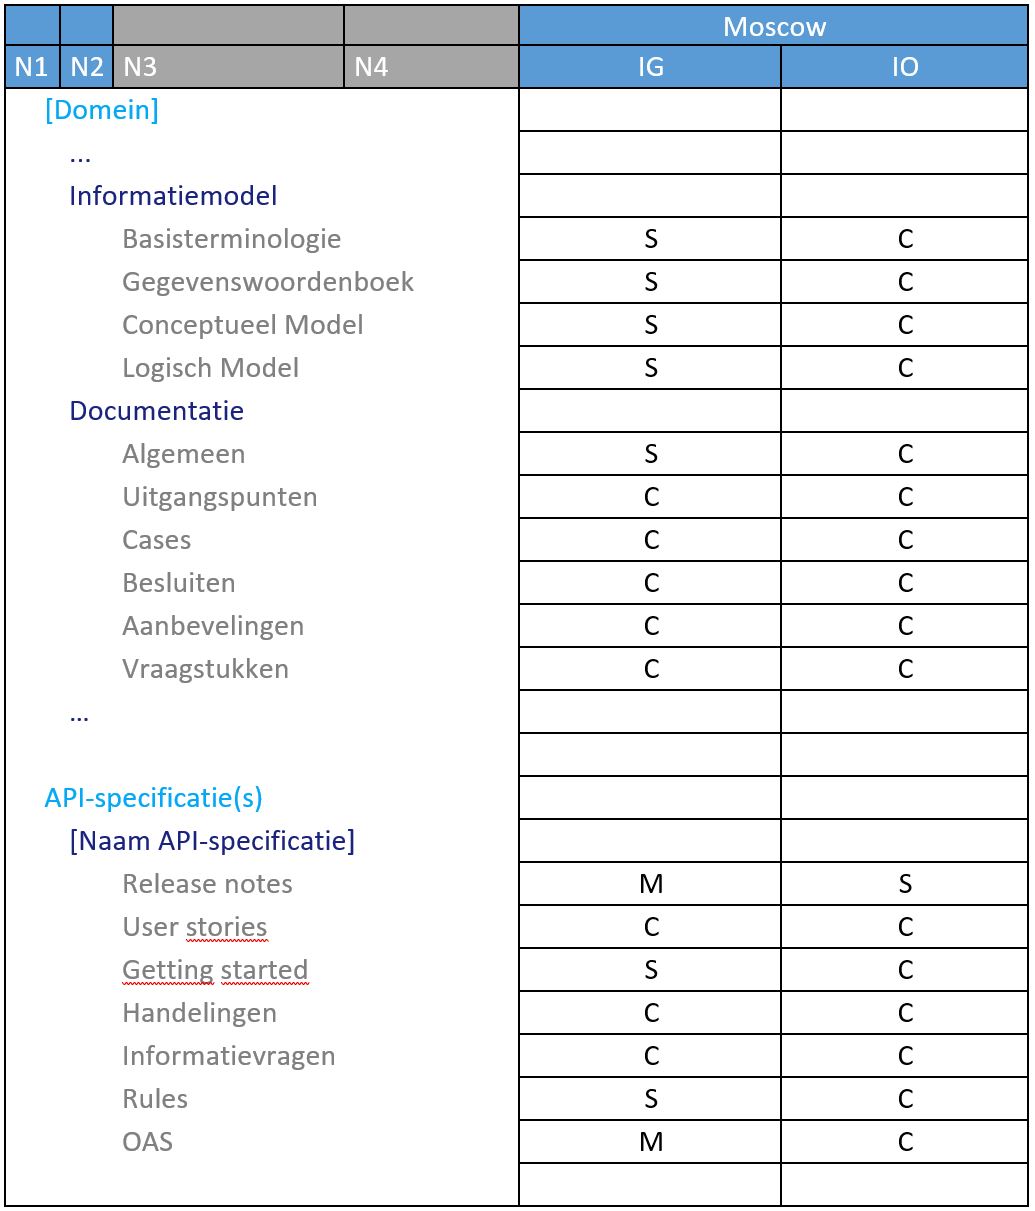 Moscow
N1 N2 N3 N4 IG IO
[Domein]
...
Informatiemodel
Basisterminologie S C
Gegevenswoordenboek S C
Conceptueel Model S C
Logisch Model S C
Documentatie
Algemeen S C
Uitgangspunten C C
Cases C C
Besluiten C C
Aanbevelingen C C
Vraagstukken C C
...
API-specificatie(s)
[Naam API-specificatie]
Release notes M S
User stories C C
Getting started S C
Handelingen C C
Informatievragen C C
Rules S C
OAS M C